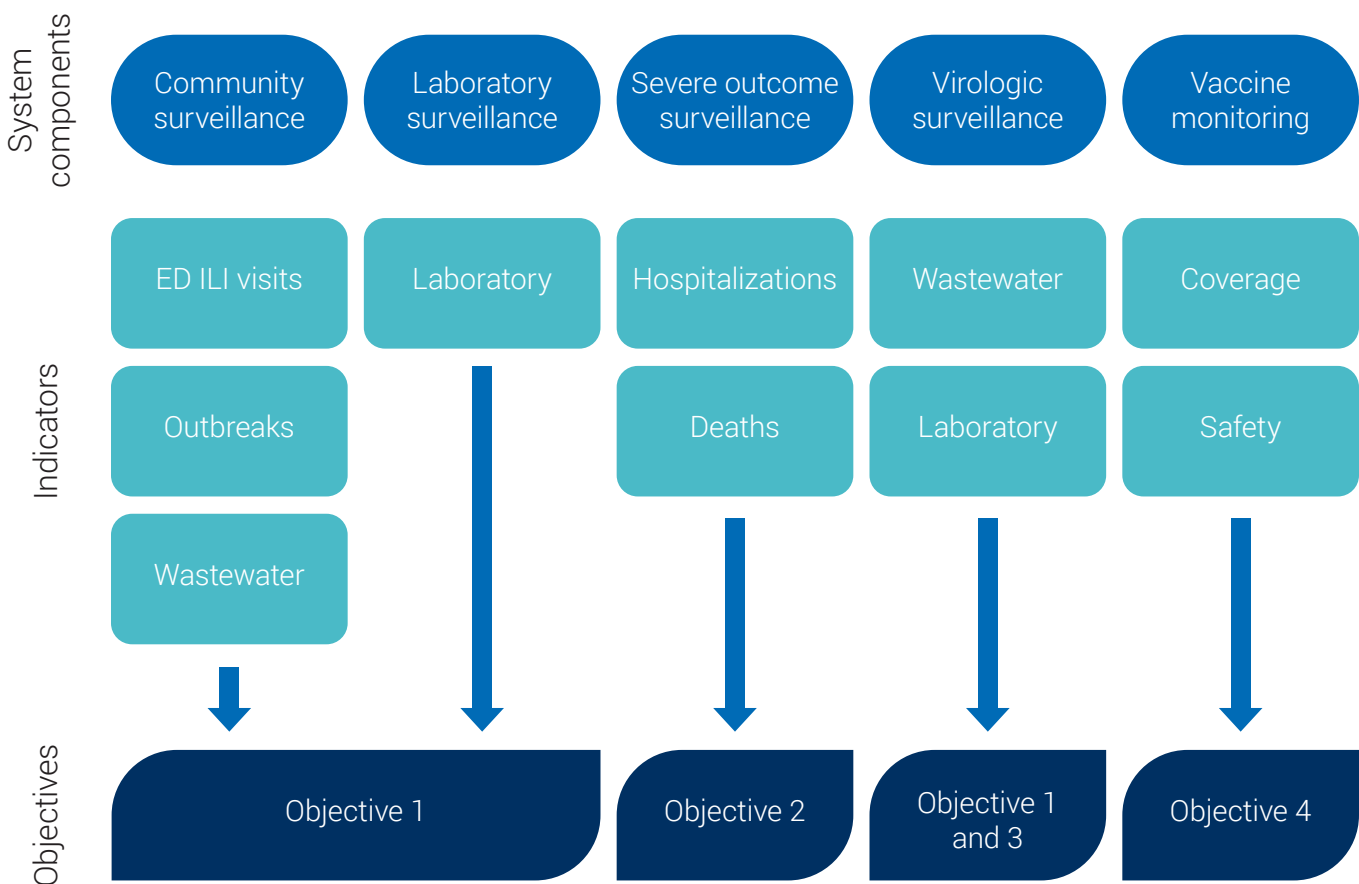 System
components
Community
surveillance
Laboratory
surveillance
Severe outcome
surveillance
Virologic
surveillance
Vaccine
monitoring
Indicators
ED ILI visits
Laboratory
Hospitalizations
Wastewater
Coverage
Outbreaks
Deaths
Laboratory
Safety
Wastewater
Objectives
Objective 1
Objective 2
Objective 1
and 3
Objective 4